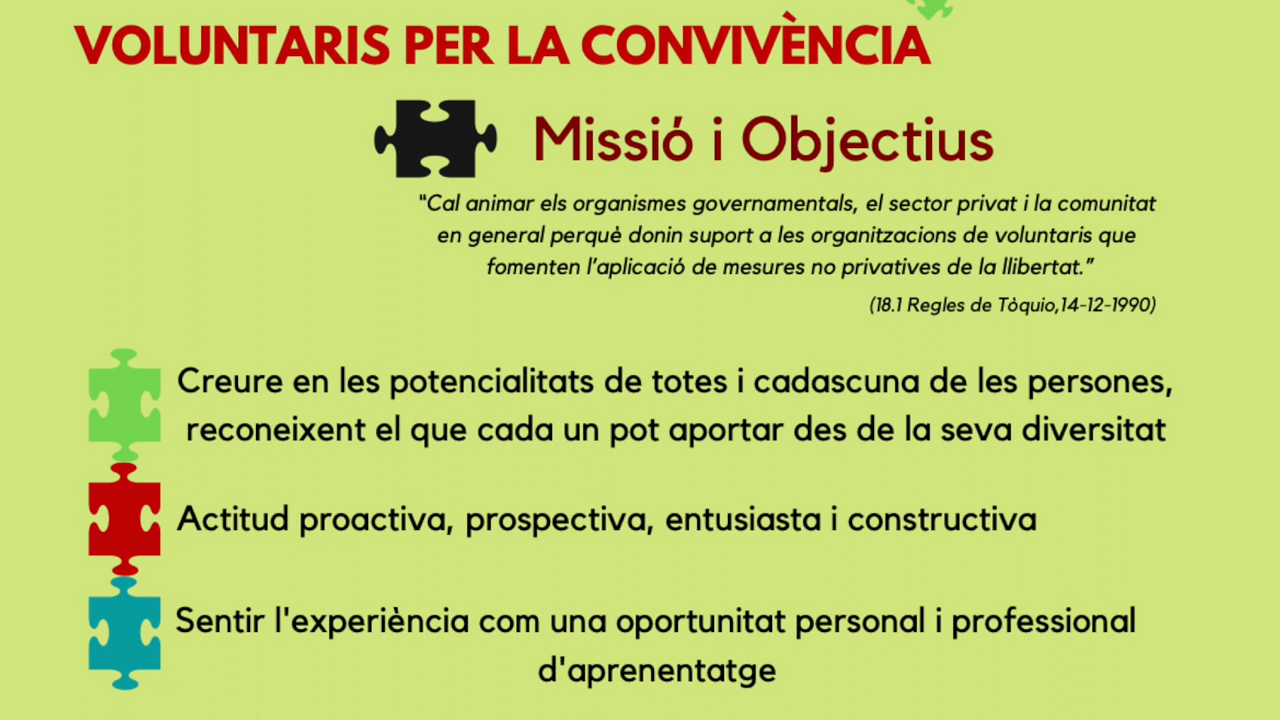 VOLUNTARIS PER LA CONVIVÈNCIA
Missió i Objectius
"Cal animar els organismes governamentals, el sector privat i la comunitat
en general perquè donin suport a les organitzacions de voluntaris que
fomenten l’aplicació de mesures no privatives de la llibertat.”
(18.1 Regles de Tòquio,14-12-1990)
Creure en les potencialitats de totes i cadascuna de les persones,
reconeixent el que cada un pot aportar des de la seva diversitat
Actitud proactiva, prospectiva, entusiasta i constructiva
Sentir l'experiència com una oportunitat personal i professional
d'aprenentatge